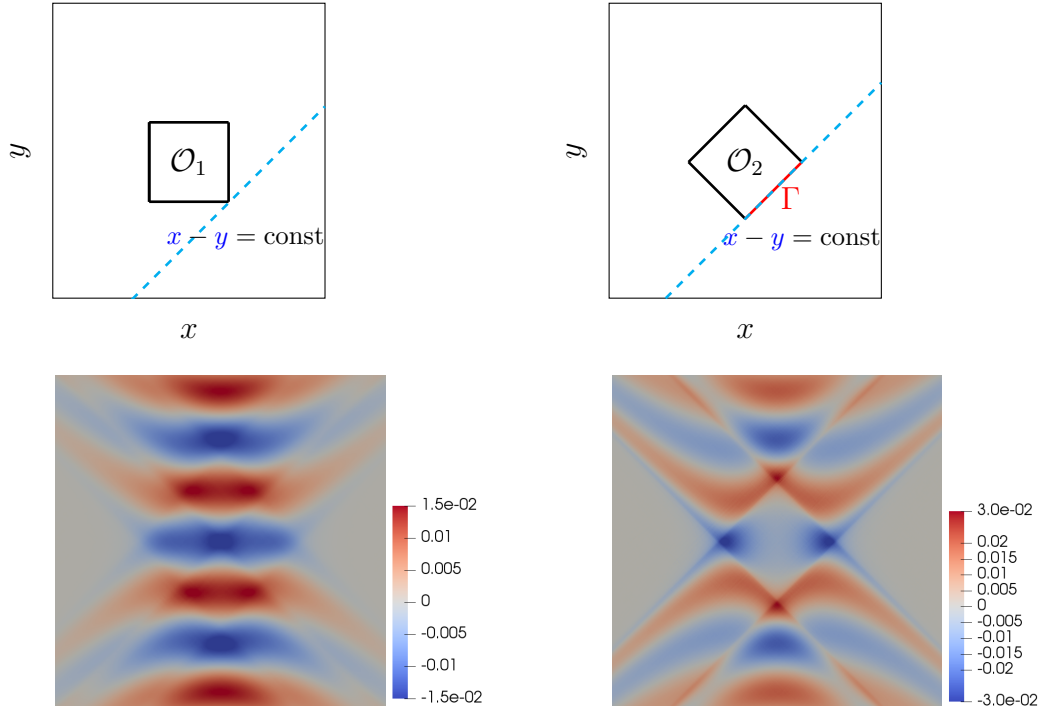 y
𝒪₁
x − y = const
x
y
𝒪₂
Γ
x − y = const
x
1.5e-02
0.01
0.005
0
-0.005
-0.01
-1.5e-02
3.0e-02
0.02
0.015
0.01
0.005
0
-0.005
-0.01
-0.015
-0.02
-3.0e-02